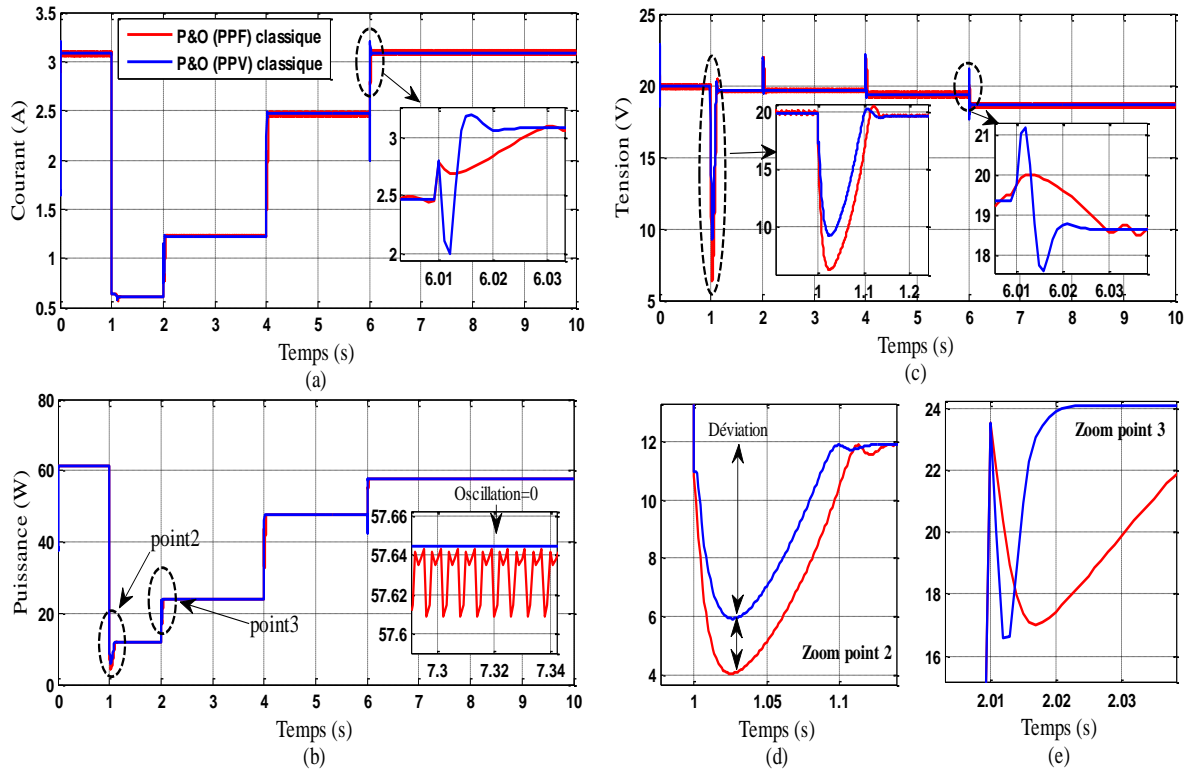 3.5
3
2.5
2
1.5
1
0.5
0 1 2 3 4 5 6 7 8 9 10
Courant (A)
Temps (s)
(a)
P&O (PPF) classique
P&O (PPV) classique
3
2.5
2
6.01 6.02 6.03
25
20
15
10
5
0 1 2 3 4 5 6 7 8 9 10
Tension (V)
Temps (s)
(c)
20
10
1 1.1 1.2
21
20
19
18
6.01 6.02 6.03
80
60
40
20
0
0 1 2 3 4 5 6 7 8 9 10
Puissance (W)
Temps (s)
(b)
point2
point3
Oscillation=0
57.66
57.64
57.62
57.6
7.3 7.32 7.34
12
10
8
6
4
1 1.05 1.1
Déviation
Zoom point 2
Temps (s)
(d)
24
22
20
18
16
2.01 2.02 2.03
Zoom point 3
Temps (s)
(e)